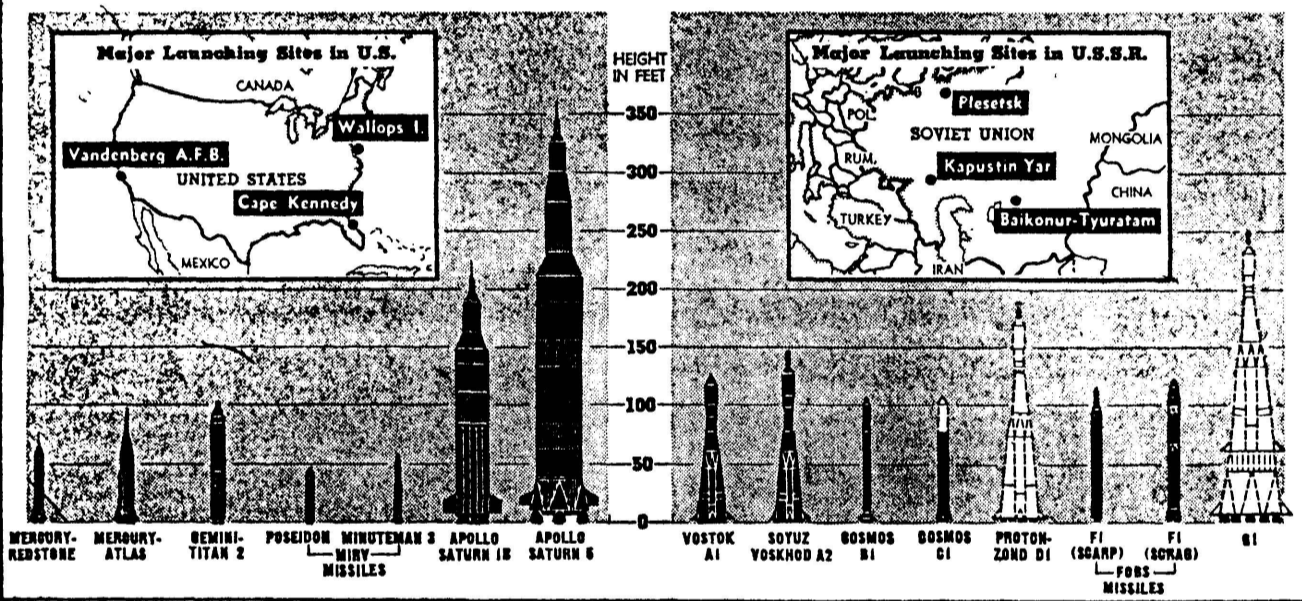 Major Launching Sites in U.S.
CANADA
Wallops I.
Vandenberg A.F.B.
UNITED STATES
Cape Kennedy
MEXICO
HEIGHT
IN FEET
350
300
250
200
150
100
50
0
Major Launching Sites in U.S.S.R.
Plesetsk
POL.
SOVIET UNION
MONGOLIA
RUM.
Kapustin Yar
CHINA
TURKEY
Baikonur-Tyuratam
IRAN
MERCURY-
REDSTONE
MERCURY-
ATLAS
GEMINI-
TITAN 2
POSEIDON
MINUTEMAN 3
MIRV
MISSILES
APOLLO
SATURN 1B
APOLLO
SATURN 5
VOSTOK
A1
SOYUZ
VOSKHOD A2
COSMOS
B1
COSMOS
C1
PROTON-
ZOND D1
F1
(SCARP)
F1
(SCRAG)
FOBS
MISSILES
G1